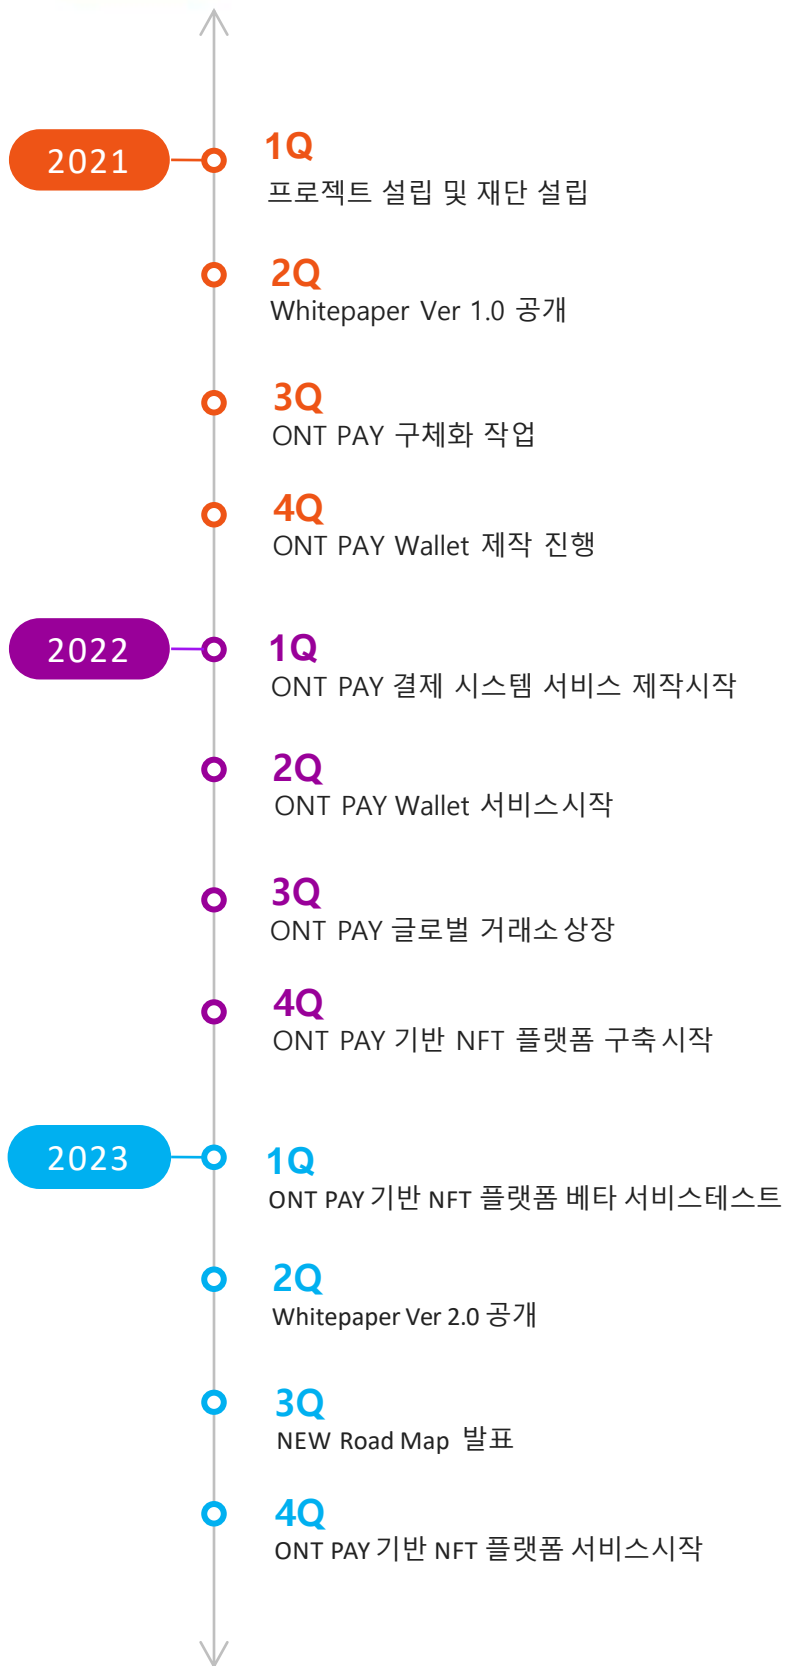 2021
1Q
프로젝트 설립 및 재단 설립
2Q
Whitepaper Ver 1.0 공개
3Q
ONT PAY 구체화 작업
4Q
ONT PAY Wallet 제작 진행
2022
1Q
ONT PAY 결제 시스템 서비스 제작시작
2Q
ONT PAY Wallet 서비스시작
3Q
ONT PAY 글로벌 거래소상장
4Q
ONT PAY 기반 NFT 플랫폼 구축시작
2023
1Q
ONT PAY 기반 NFT 플랫폼 베타 서비스테스트
2Q
Whitepaper Ver 2.0 공개
3Q
NEW Road Map 발표
4Q
ONT PAY 기반 NFT 플랫폼 서비스시작